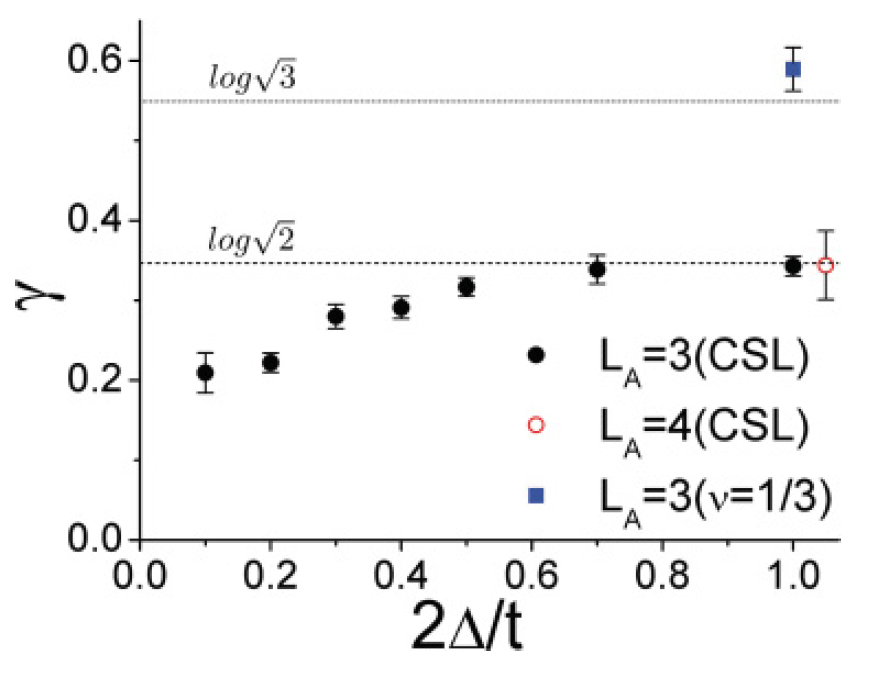 0.6
log√3
0.4
log√2
γ
0.2
L_A=3(CSL)
L_A=4(CSL)
L_A=3(ν=1/3)
0.0
0.0 0.2 0.4 0.6 0.8 1.0
2Δ/t